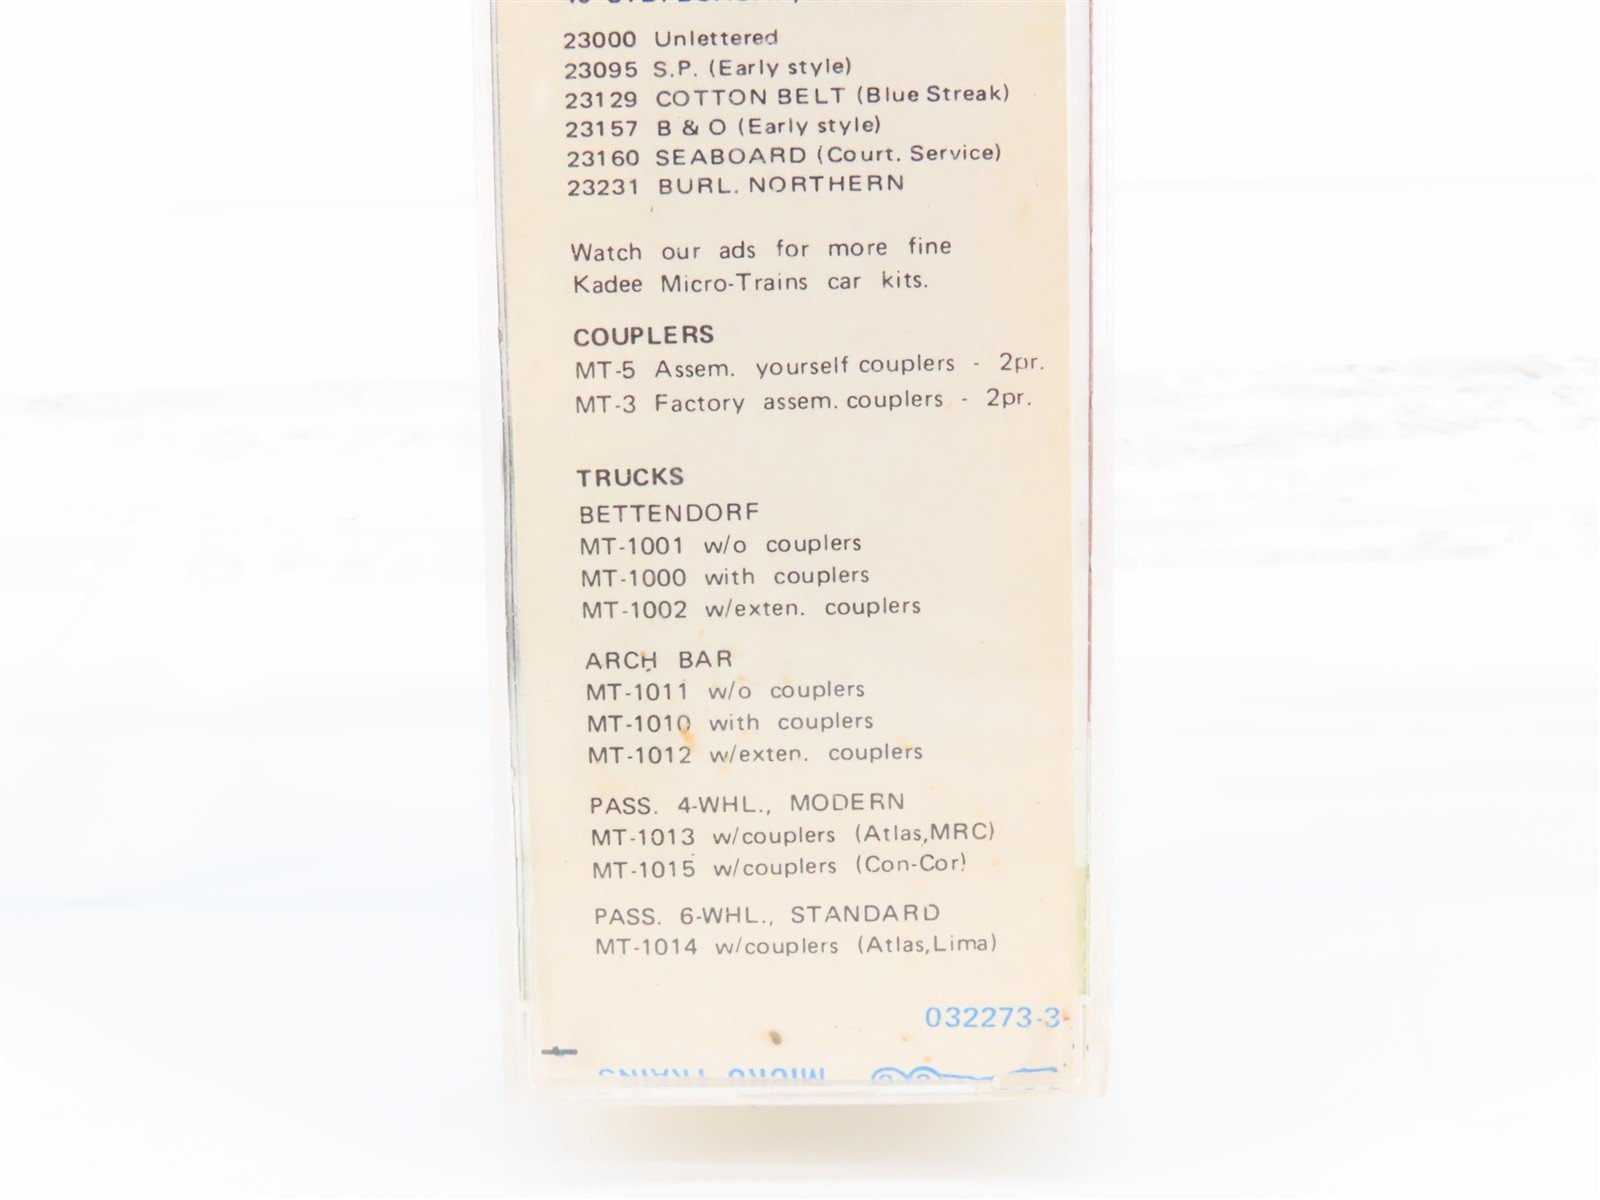 23000 Unlettered
23095 S.P. (Early style)
23129 COTTON BELT (Blue Streak)
23157 B & O (Early style)
23160 SEABOARD (Court. Service)
23231 BURL. NORTHERN
Watch our ads for more fine
Kadee Micro-Trains car kits.
COUPLERS
MT-5 Assem. yourself couplers - 2pr.
MT-3 Factory assem. couplers - 2pr.
TRUCKS
BETTENDORF
MT-1001 w/o couplers
MT-1000 with couplers
MT-1002 w/exten. couplers
ARCH BAR
MT-1011 w/o couplers
MT-1010 with couplers
MT-1012 w/exten. couplers
PASS. 4-WHL., MODERN
MT-1013 w/couplers (Atlas,MRC)
MT-1015 w/couplers (Con-Cor)
PASS. 6-WHL., STANDARD
MT-1014 w/couplers (Atlas,Lima)
032273-3
MICRO-TRAINS